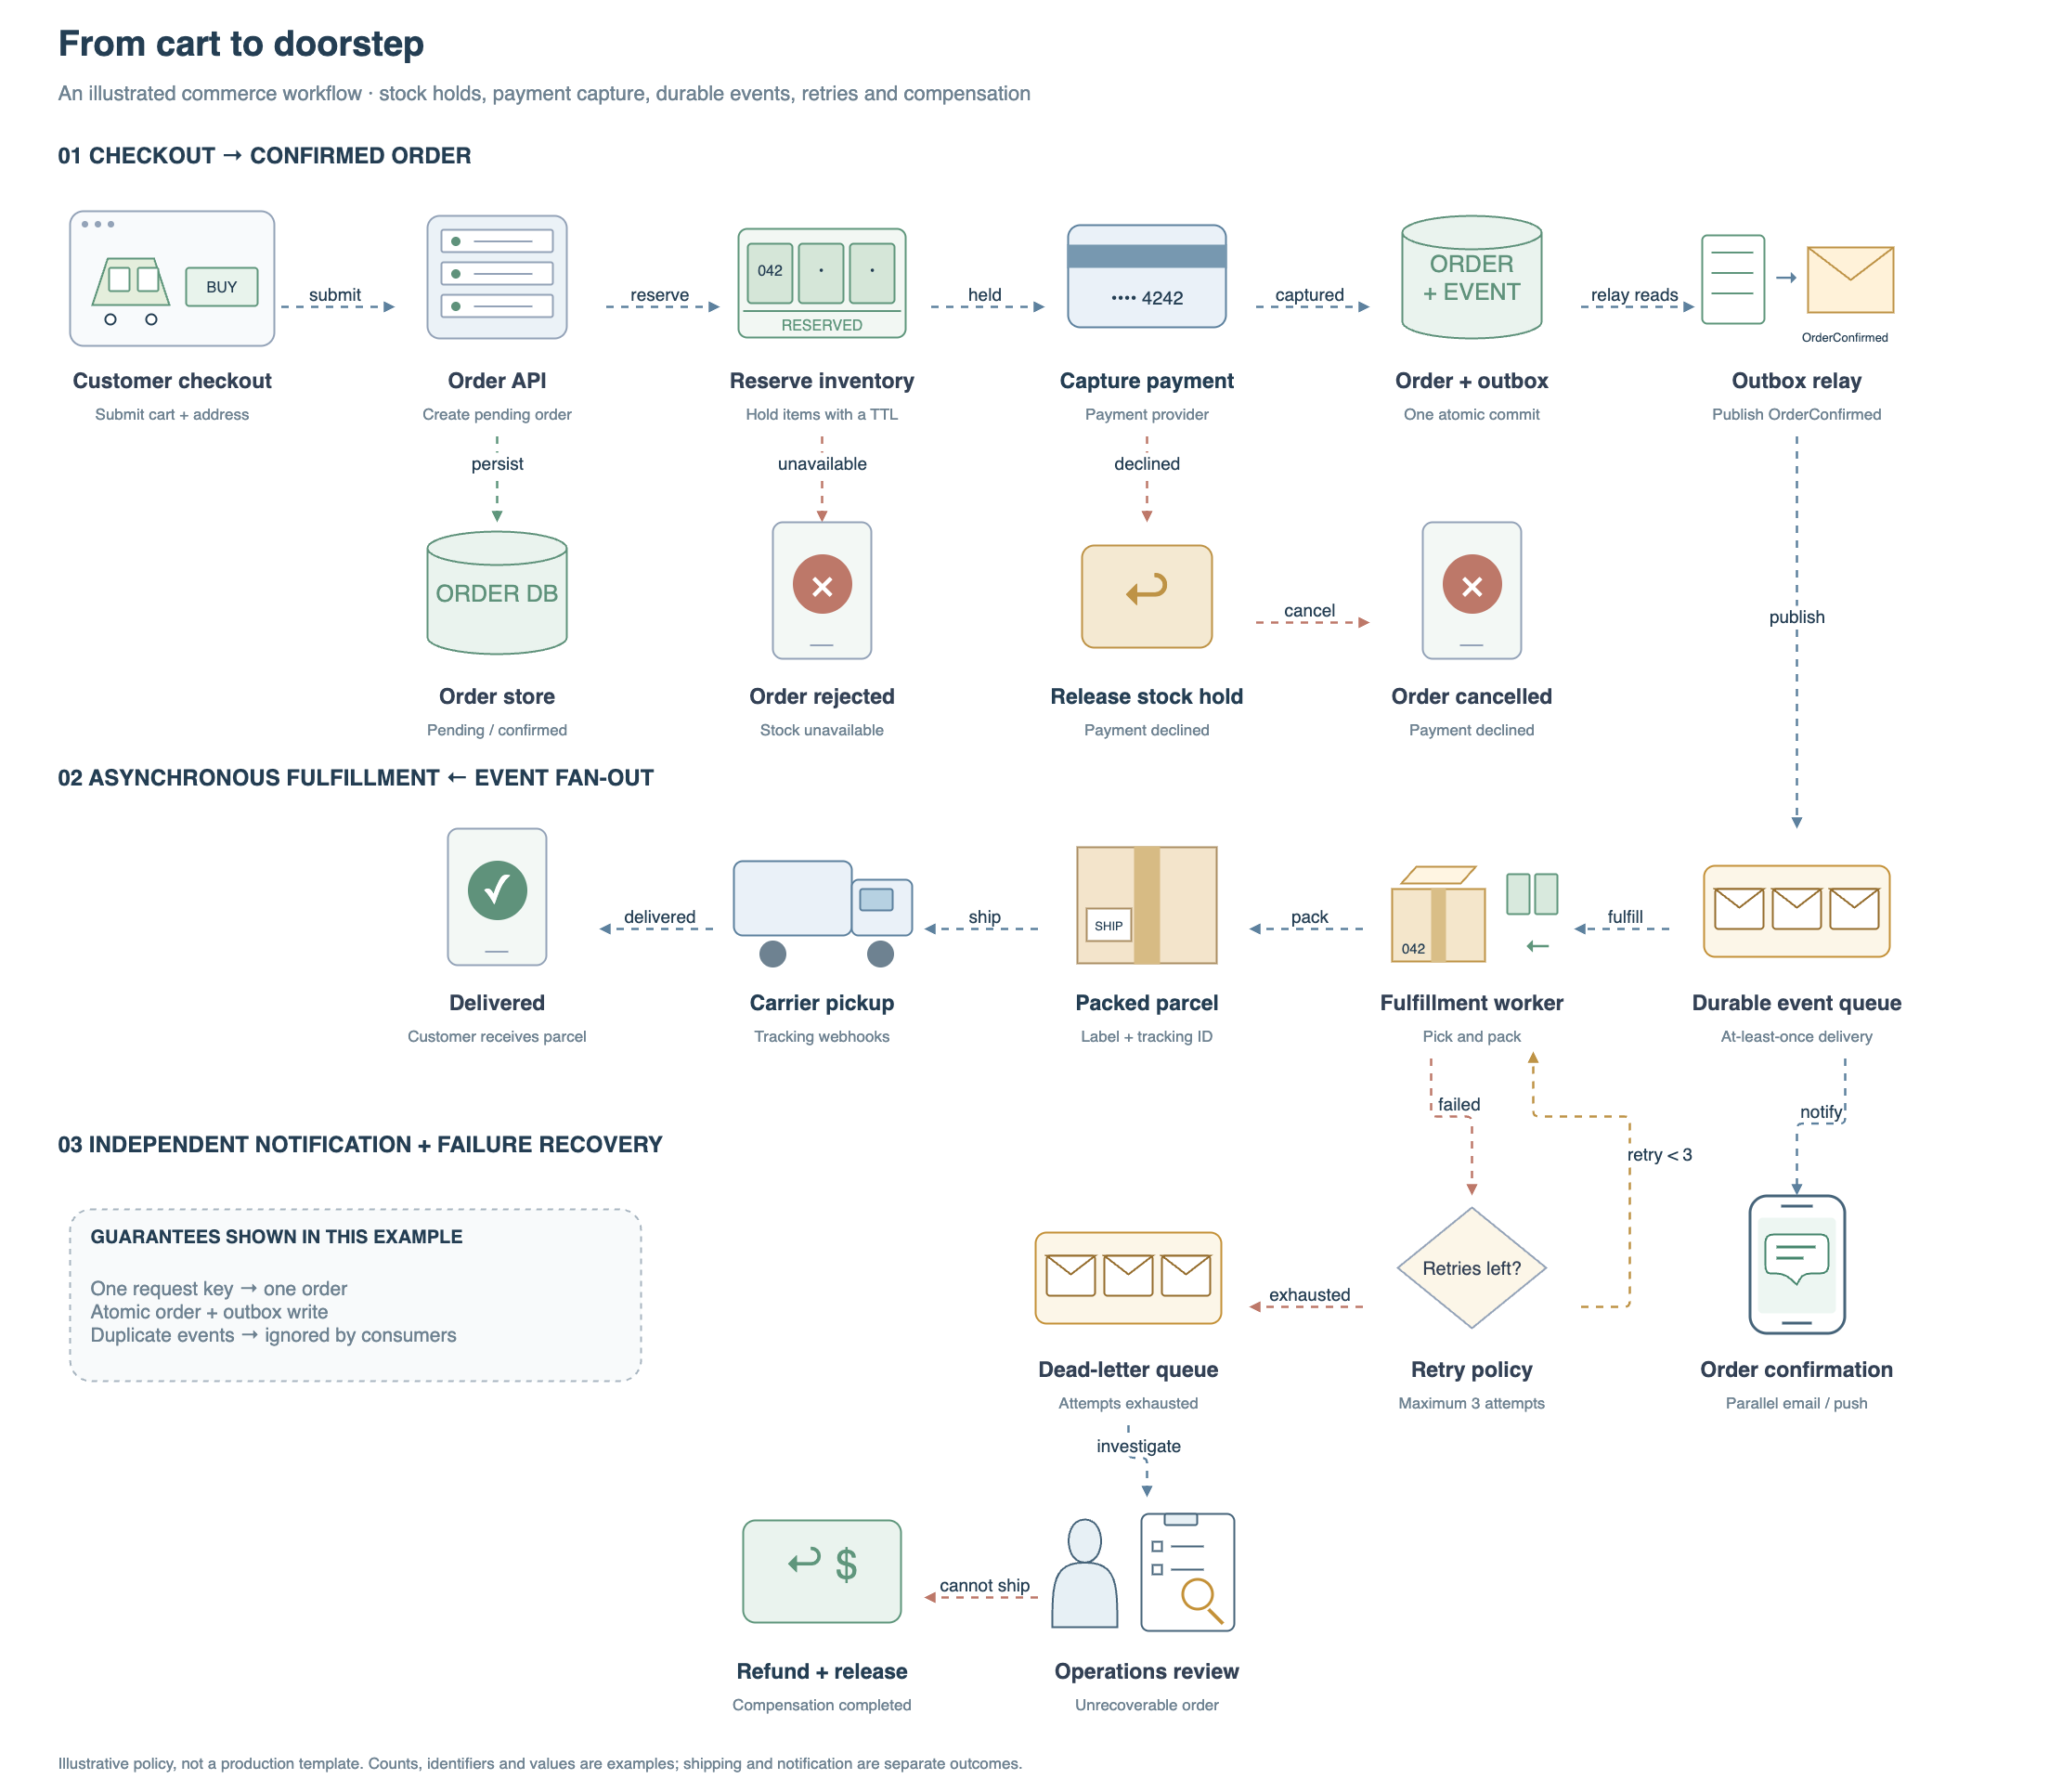 From cart to doorstep
An illustrated commerce workflow · stock holds, payment capture, durable events, retries and compensation
01 CHECKOUT → CONFIRMED ORDER
BUY
submit
reserve
042
RESERVED
held
•••• 4242
captured
ORDER
+ EVENT
relay reads
OrderConfirmed
Customer checkout
Submit cart + address
Order API
Create pending order
Reserve inventory
Hold items with a TTL
Capture payment
Payment provider
Order + outbox
One atomic commit
Outbox relay
Publish OrderConfirmed
persist
unavailable
declined
ORDER DB
cancel
publish
Order store
Pending / confirmed
Order rejected
Stock unavailable
Release stock hold
Payment declined
Order cancelled
Payment declined
02 ASYNCHRONOUS FULFILLMENT ← EVENT FAN-OUT
delivered
ship
SHIP
pack
042
fulfill
Delivered
Customer receives parcel
Carrier pickup
Tracking webhooks
Packed parcel
Label + tracking ID
Fulfillment worker
Pick and pack
Durable event queue
At-least-once delivery
failed
notify
retry < 3
03 INDEPENDENT NOTIFICATION + FAILURE RECOVERY
GUARANTEES SHOWN IN THIS EXAMPLE
One request key → one order
Atomic order + outbox write
Duplicate events → ignored by consumers
exhausted
Retries left?
Dead-letter queue
Attempts exhausted
Retry policy
Maximum 3 attempts
Order confirmation
Parallel email / push
investigate
$
cannot ship
Refund + release
Compensation completed
Operations review
Unrecoverable order
Illustrative policy, not a production template. Counts, identifiers and values are examples; shipping and notification are separate outcomes.